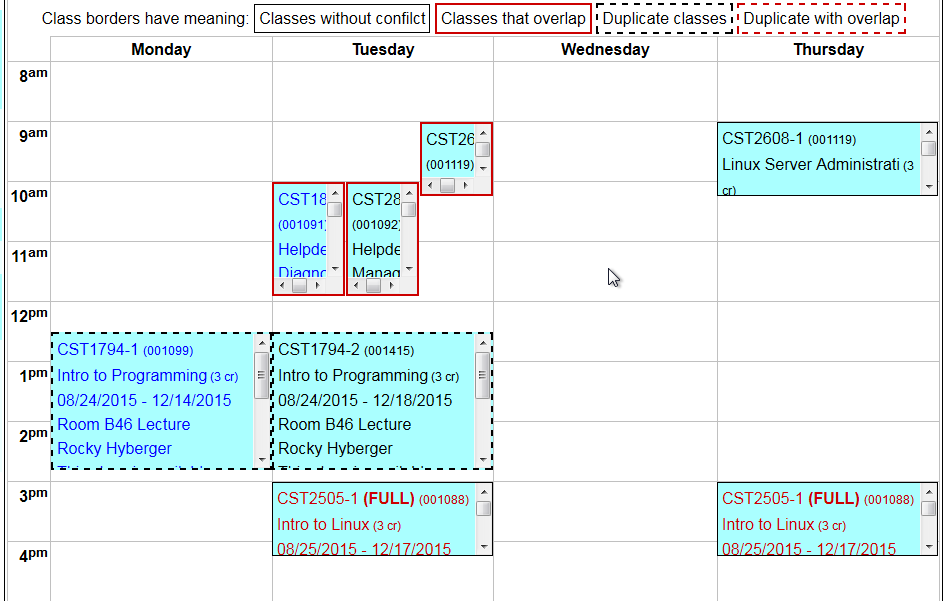 Class borders have meaning: Classes without confilct Classes that overlap Duplicate classes Duplicate with overlap
Monday Tuesday Wednesday Thursday
8am
9am
CST26
(001119)
CST2608-1 (001119)
Linux Server Administrati (3
cr)
10am
CST18
(001091)
Helpde
Diagno
CST28
(001092)
Helpde
Manag
11am
12pm
CST1794-1 (001099)
Intro to Programming (3 cr)
08/24/2015 - 12/14/2015
Room B46 Lecture
Rocky Hyberger
CST1794-2 (001415)
Intro to Programming (3 cr)
08/24/2015 - 12/18/2015
Room B46 Lecture
Rocky Hyberger
1pm
2pm
3pm
CST2505-1 (FULL) (001088)
Intro to Linux (3 cr)
08/25/2015 - 12/17/2015
CST2505-1 (FULL) (001088)
Intro to Linux (3 cr)
08/25/2015 - 12/17/2015
4pm